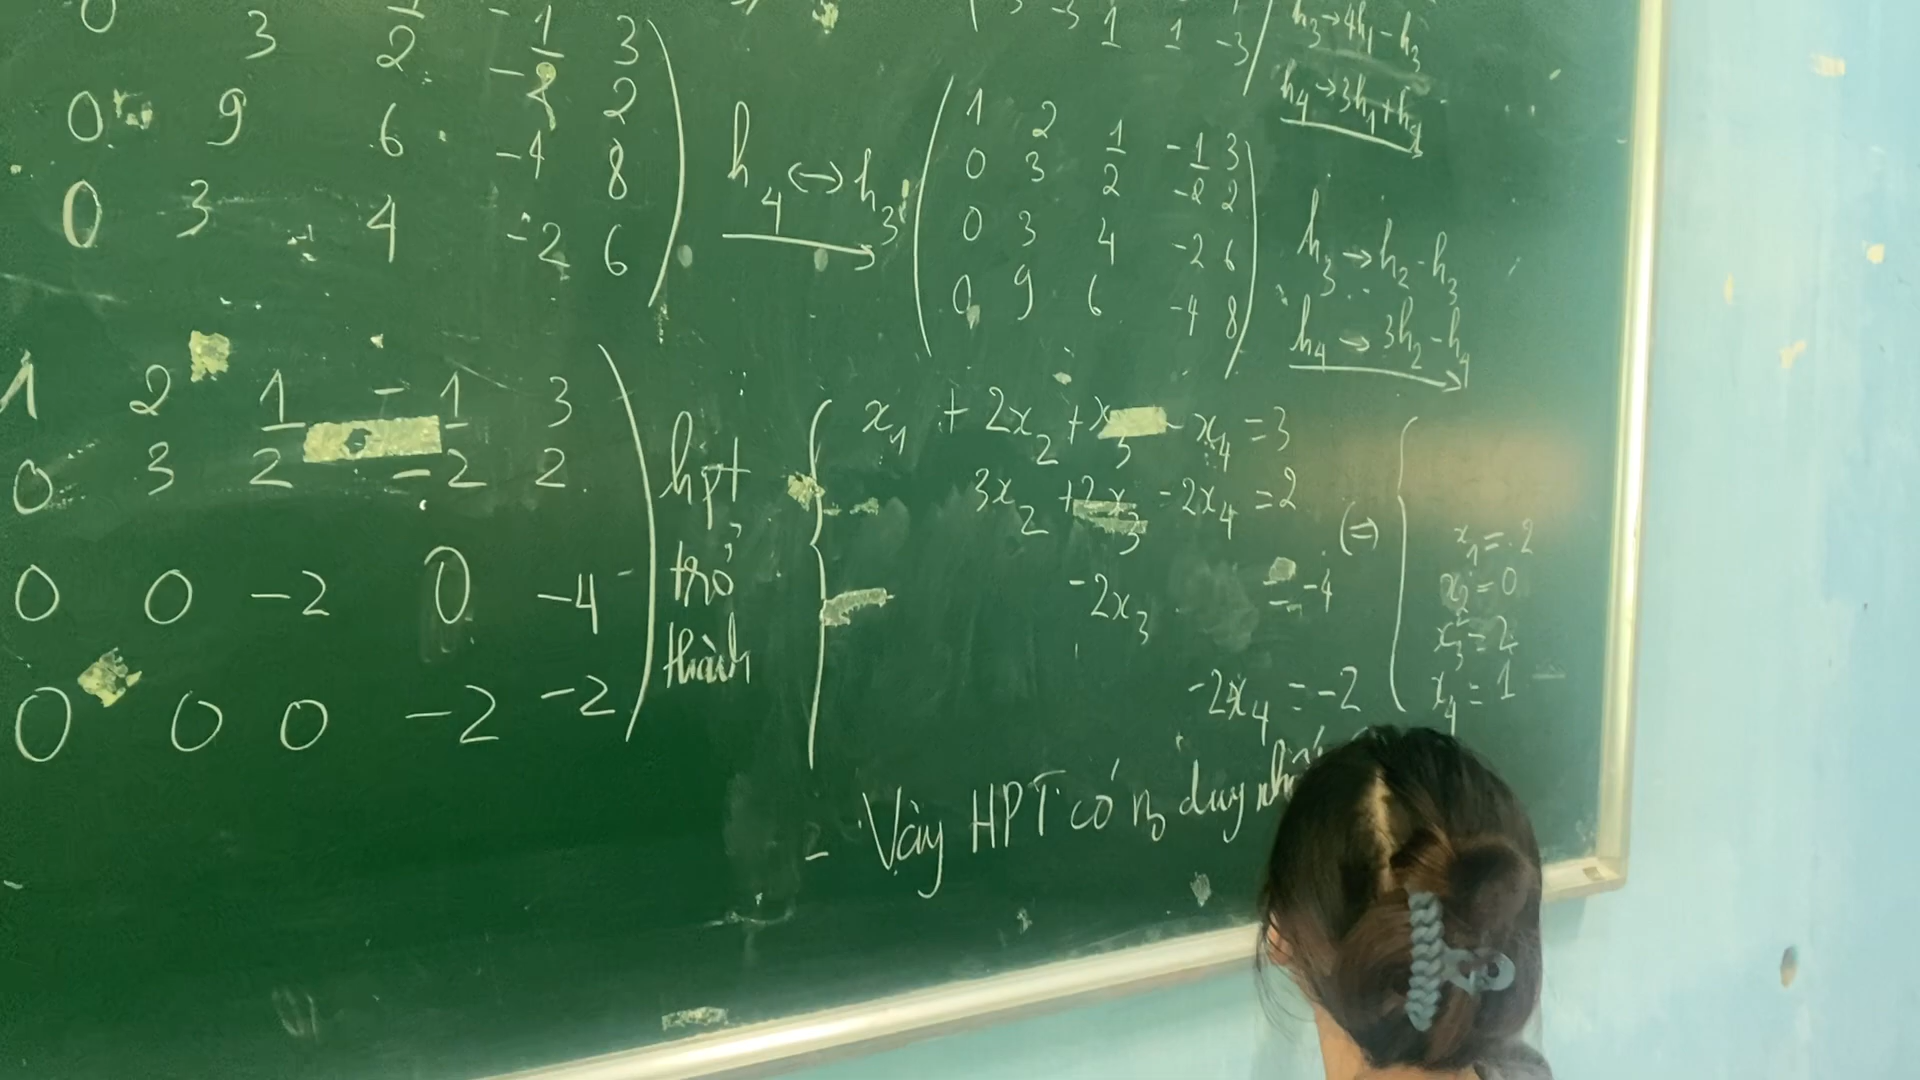 0 3 2 -2 2
0 9 6 -4 8
0 3 4 -2 6
h4 ↔ h3
1 2 1 -1 3
0 3 2 -2 2
0 3 4 -2 6
0 9 6 -4 8
1 1 -3
h3 → 4h1 - h3
h4 → 3h1 + h4
h3 → h2 - h3
h4 → 3h2 - h4
1 2 1 -1 3
0 3 2 -2 2
0 0 -2 0 -4
0 0 0 -2 -2
hpt
trở
thành
x1 + 2x2 + x3 - x4 = 3
3x2 + 2x3 - 2x4 = 2
-2x3 = -4
-2x4 = -2
(=)
x1 = 2
x2 = 0
x3 = 2
x4 = 1
- Vậy HPT có n0 duy